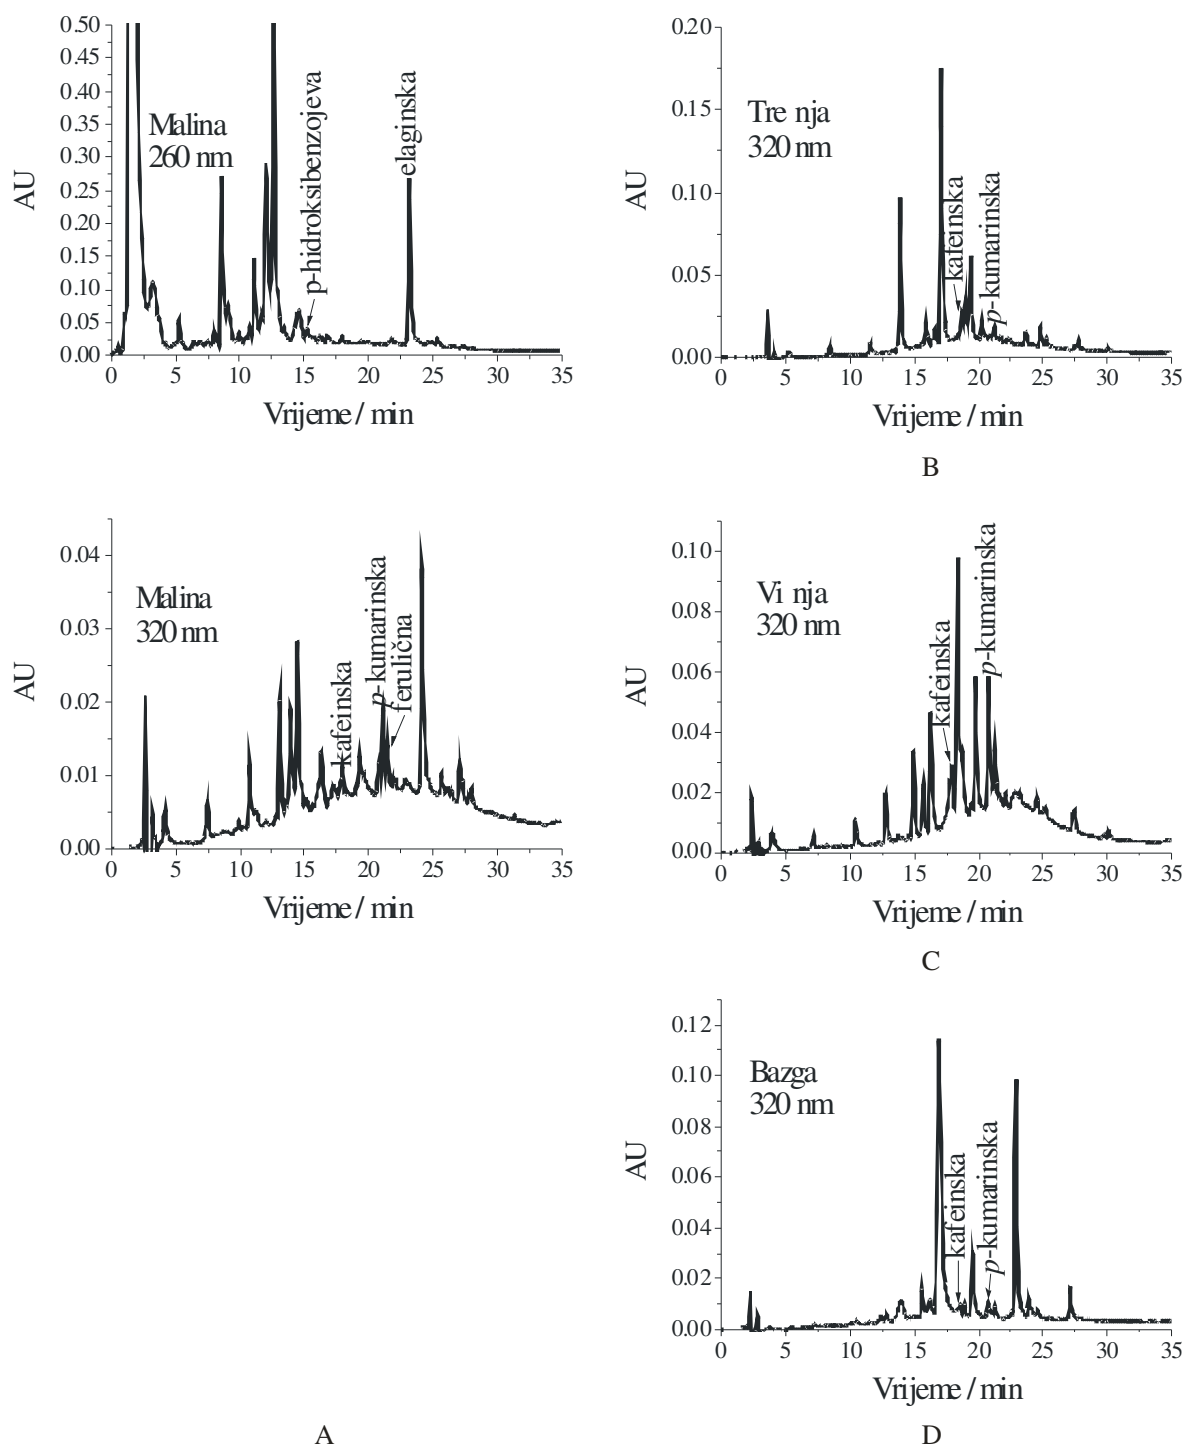 0.50
0.45
0.40
0.35
0.30
0.25
0.20
0.15
0.10
0.05
0.00
AU
Malina
260 nm
p-hidroksibenzojeva
elaginska
0 5 10 15 20 25 30 35
Vrijeme / min
0.20
0.15
0.10
0.05
0.00
AU
Tre nja
320 nm
kafeinska
p-kumarinska
0 5 10 15 20 25 30 35
Vrijeme / min
B
0.04
0.03
0.02
0.01
0.00
AU
Malina
320 nm
kafeinska
p-kumarinska
ferulična
0 5 10 15 20 25 30 35
Vrijeme / min
0.10
0.08
0.06
0.04
0.02
0.00
AU
Vi nja
320 nm
kafeinska
p-kumarinska
0 5 10 15 20 25 30 35
Vrijeme / min
C
0.12
0.10
0.08
0.06
0.04
0.02
0.00
AU
Bazga
320 nm
kafeinska
p-kumarinska
0 5 10 15 20 25 30 35
Vrijeme / min
A
D